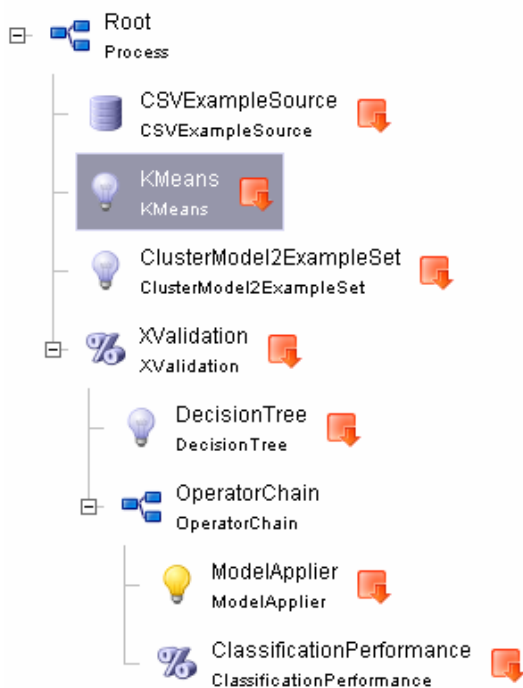 Root
Process
CSVExampleSource
CSVExampleSource
KMeans
KMeans
ClusterModel2ExampleSet
ClusterModel2ExampleSet
XValidation
XValidation
DecisionTree
DecisionTree
OperatorChain
OperatorChain
ModelApplier
ModelApplier
ClassificationPerformance
ClassificationPerformance